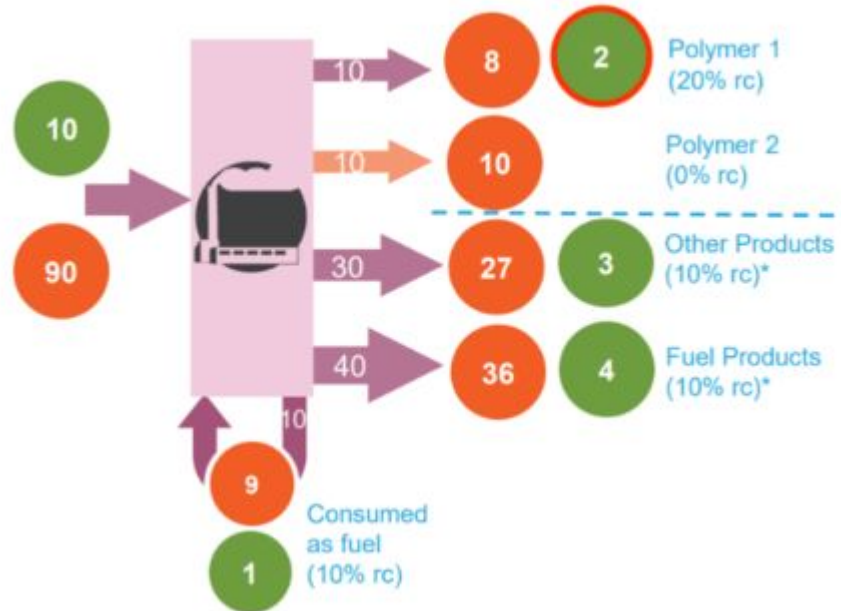 10
90
10
8
2
Polymer 1
(20% rc)
10
10
Polymer 2
(0% rc)
30
27
3
Other Products
(10% rc)*
40
36
4
Fuel Products
(10% rc)*
10
9
1
Consumed
as fuel
(10% rc)